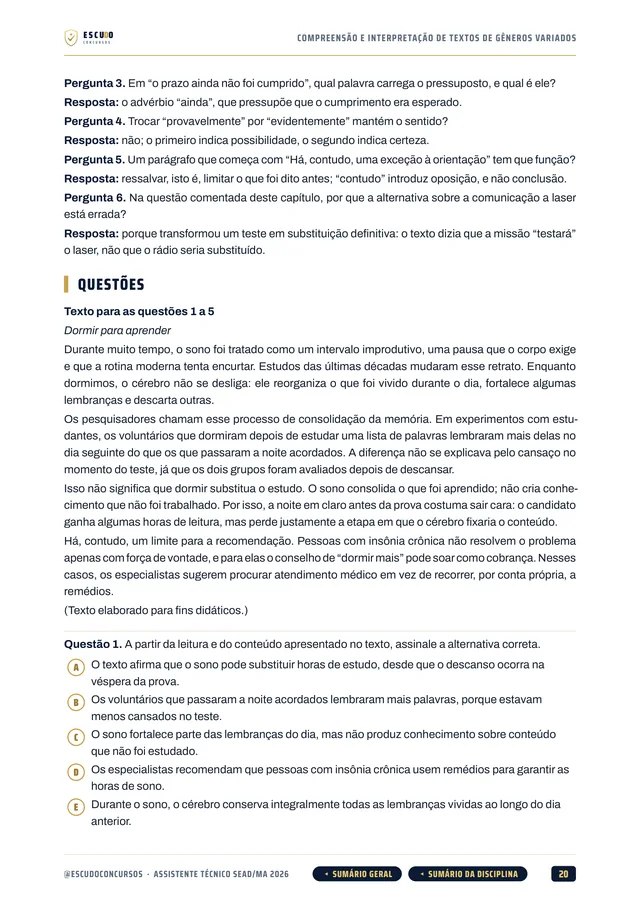 ESCUDO
CONCURSOS
COMPREENSÃO E INTERPRETAÇÃO DE TEXTOS DE GÊNEROS VARIADOS
Pergunta 3. Em “o prazo ainda não foi cumprido”, qual palavra carrega o pressuposto, e qual é ele?
Resposta: o advérbio “ainda”, que pressupõe que o cumprimento era esperado.
Pergunta 4. Trocar “provavelmente” por “evidentemente” mantém o sentido?
Resposta: não; o primeiro indica possibilidade, o segundo indica certeza.
Pergunta 5. Um parágrafo que começa com “Há, contudo, uma exceção à orientação” tem que função?
Resposta: ressalvar, isto é, limitar o que foi dito antes; “contudo” introduz oposição, e não conclusão.
Pergunta 6. Na questão comentada deste capítulo, por que a alternativa sobre a comunicação a laser
está errada?
Resposta: porque transformou um teste em substituição definitiva: o texto dizia que a missão “testará”
o laser, não que o rádio seria substituído.
QUESTÕES
Texto para as questões 1 a 5
Dormir para aprender
Durante muito tempo, o sono foi tratado como um intervalo improdutivo, uma pausa que o corpo exige
e que a rotina moderna tenta encurtar. Estudos das últimas décadas mudaram esse retrato. Enquanto
dormimos, o cérebro não se desliga: ele reorganiza o que foi vivido durante o dia, fortalece algumas
lembranças e descarta outras.
Os pesquisadores chamam esse processo de consolidação da memória. Em experimentos com estu-
dantes, os voluntários que dormiram depois de estudar uma lista de palavras lembraram mais delas no
dia seguinte do que os que passaram a noite acordados. A diferença não se explicava pelo cansaço no
momento do teste, já que os dois grupos foram avaliados depois de descansar.
Isso não significa que dormir substitua o estudo. O sono consolida o que foi aprendido; não cria conhe-
cimento que não foi trabalhado. Por isso, a noite em claro antes da prova costuma sair cara: o candidato
ganha algumas horas de leitura, mas perde justamente a etapa em que o cérebro fixaria o conteúdo.
Há, contudo, um limite para a recomendação. Pessoas com insônia crônica não resolvem o problema
apenas com força de vontade, e para elas o conselho de “dormir mais” pode soar como cobrança. Nesses
casos, os especialistas sugerem procurar atendimento médico em vez de recorrer, por conta própria, a
remédios.
(Texto elaborado para fins didáticos.)
Questão 1. A partir da leitura e do conteúdo apresentado no texto, assinale a alternativa correta.
A O texto afirma que o sono pode substituir horas de estudo, desde que o descanso ocorra na
véspera da prova.
B Os voluntários que passaram a noite acordados lembraram mais palavras, porque estavam
menos cansados no teste.
C O sono fortalece parte das lembranças do dia, mas não produz conhecimento sobre conteúdo
que não foi estudado.
D Os especialistas recomendam que pessoas com insônia crônica usem remédios para garantir as
horas de sono.
E Durante o sono, o cérebro conserva integralmente todas as lembranças vividas ao longo do dia
anterior.
@ESCUDOCONCURSOS · ASSISTENTE TÉCNICO SEAD/MA 2026
SUMÁRIO GERAL
SUMÁRIO DA DISCIPLINA
20